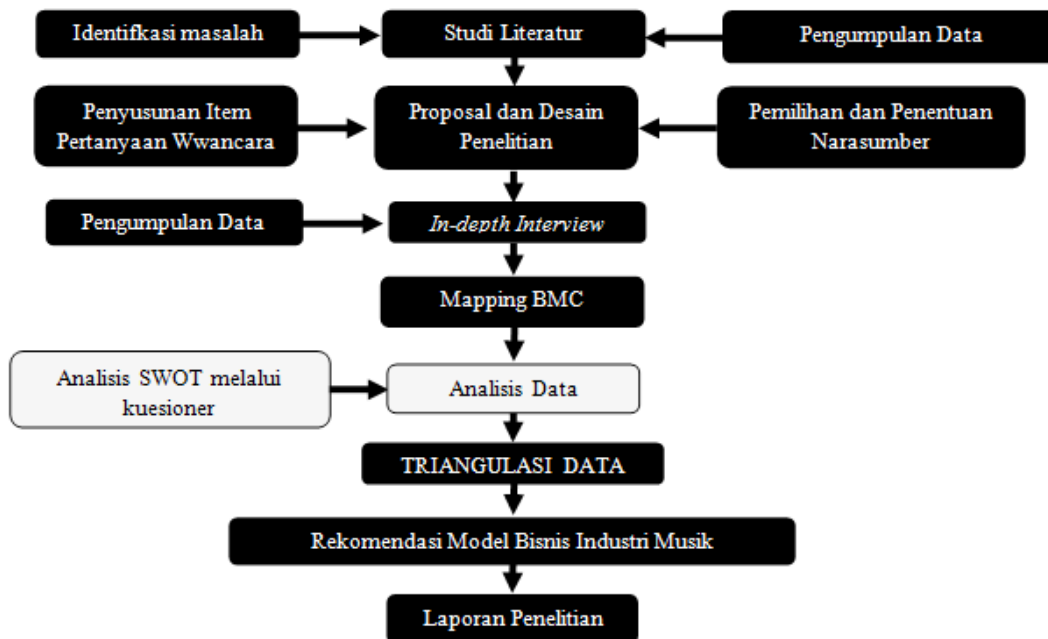 Identifkasi masalah
Studi Literatur
Pengumpulan Data
Penyusunan Item
Pertanyaan Wwancara
Proposal dan Desain
Penelitian
Pemilihan dan Penentuan
Narasumber
Pengumpulan Data
In-depth Interview
Mapping BMC
Analisis SWOT melalui
kuesioner
Analisis Data
TRIANGULASI DATA
Rekomendasi Model Bisnis Industri Musik
Laporan Penelitian